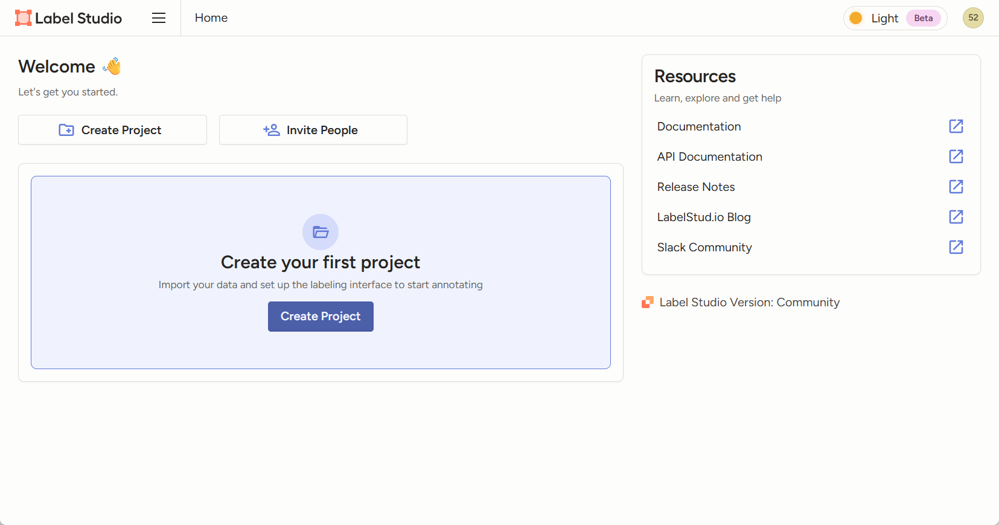 Label Studio
Home
Light Beta
52
Welcome 👋
Let's get you started.
Create Project
Invite People
Create your first project
Import your data and set up the labeling interface to start annotating
Create Project
Resources
Learn, explore and get help
Documentation
API Documentation
Release Notes
LabelStud.io Blog
Slack Community
Label Studio Version: Community